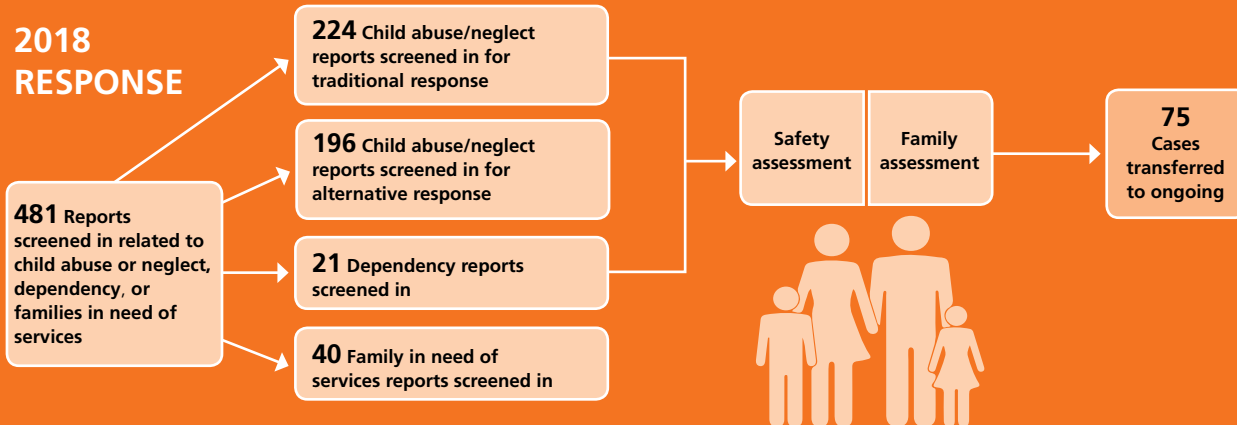 2018
RESPONSE
481 Reports
screened in related to
child abuse or neglect,
dependency, or
families in need of
services
224 Child abuse/neglect
reports screened in for
traditional response
196 Child abuse/neglect
reports screened in for
alternative response
21 Dependency reports
screened in
40 Family in need of
services reports screened in
Safety
assessment
Family
assessment
75
Cases
transferred
to ongoing